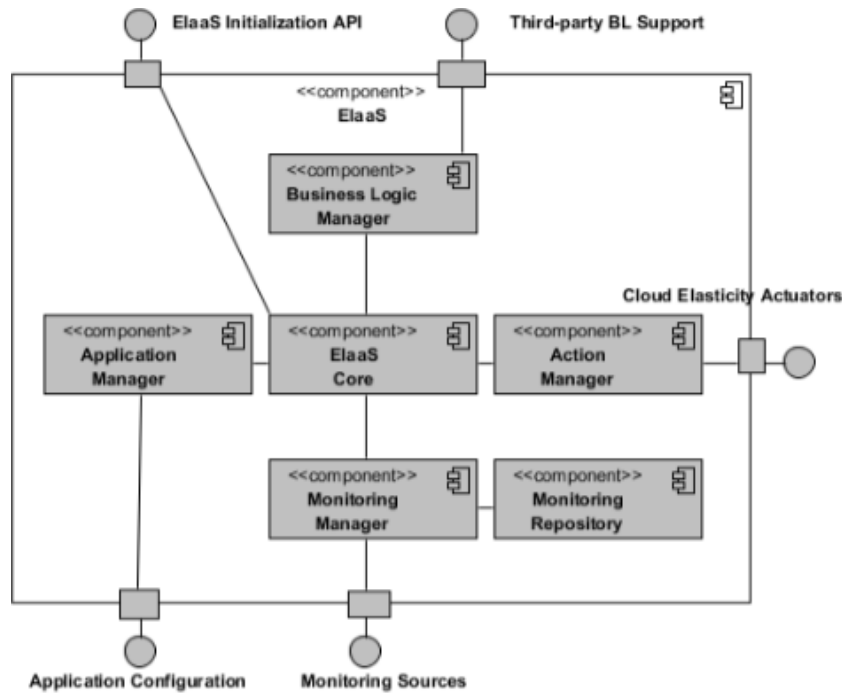 ElaaS Initialization API
Third-party BL Support
<<component>>
ElaaS
<<component>>
Business Logic
Manager
Cloud Elasticity Actuators
<<component>>
Application
Manager
<<component>>
ElaaS
Core
<<component>>
Action
Manager
<<component>>
Monitoring
Manager
<<component>>
Monitoring
Repository
Application Configuration
Monitoring Sources